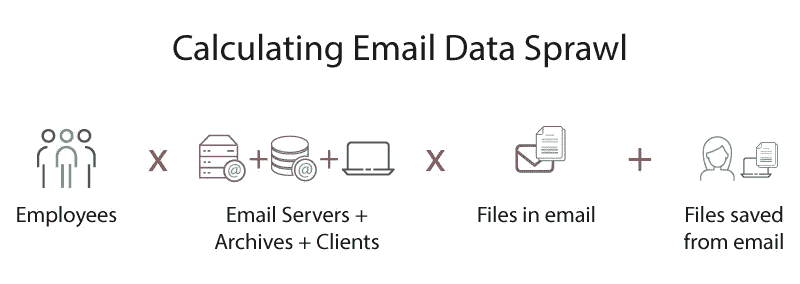 Calculating Email Data Sprawl
x @ + @ + x +
Employees
Email Servers +
Archives + Clients
Files in email
Files saved
from email